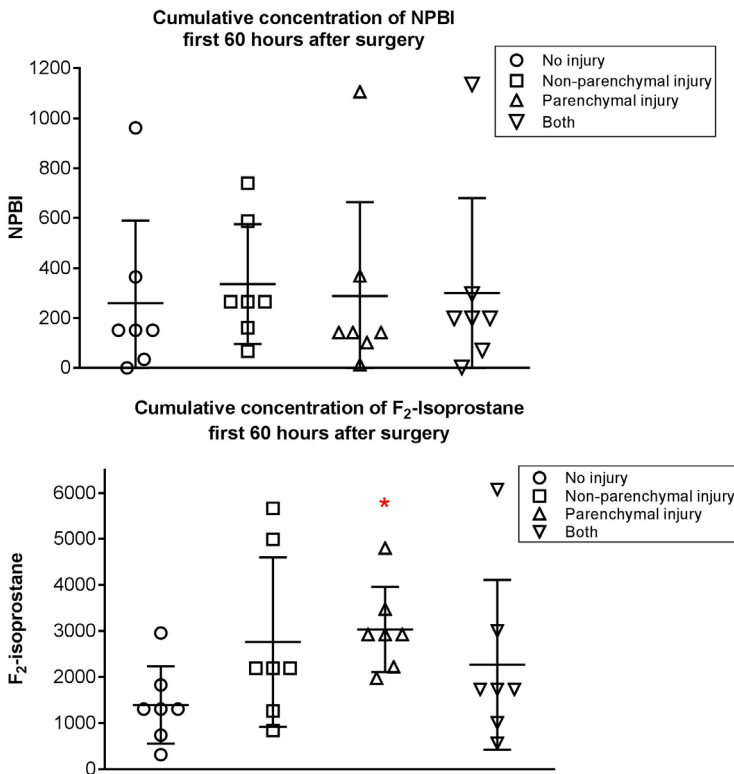 Cumulative concentration of NPBI
first 60 hours after surgery
No injury
Non-parenchymal injury
Parenchymal injury
Both
1200
1000
800
600
400
200
0
NPBI
Cumulative concentration of F₂-Isoprostane
first 60 hours after surgery
No injury
Non-parenchymal injury
Parenchymal injury
Both
6000
5000
4000
3000
2000
1000
0
F₂-isoprostane
*